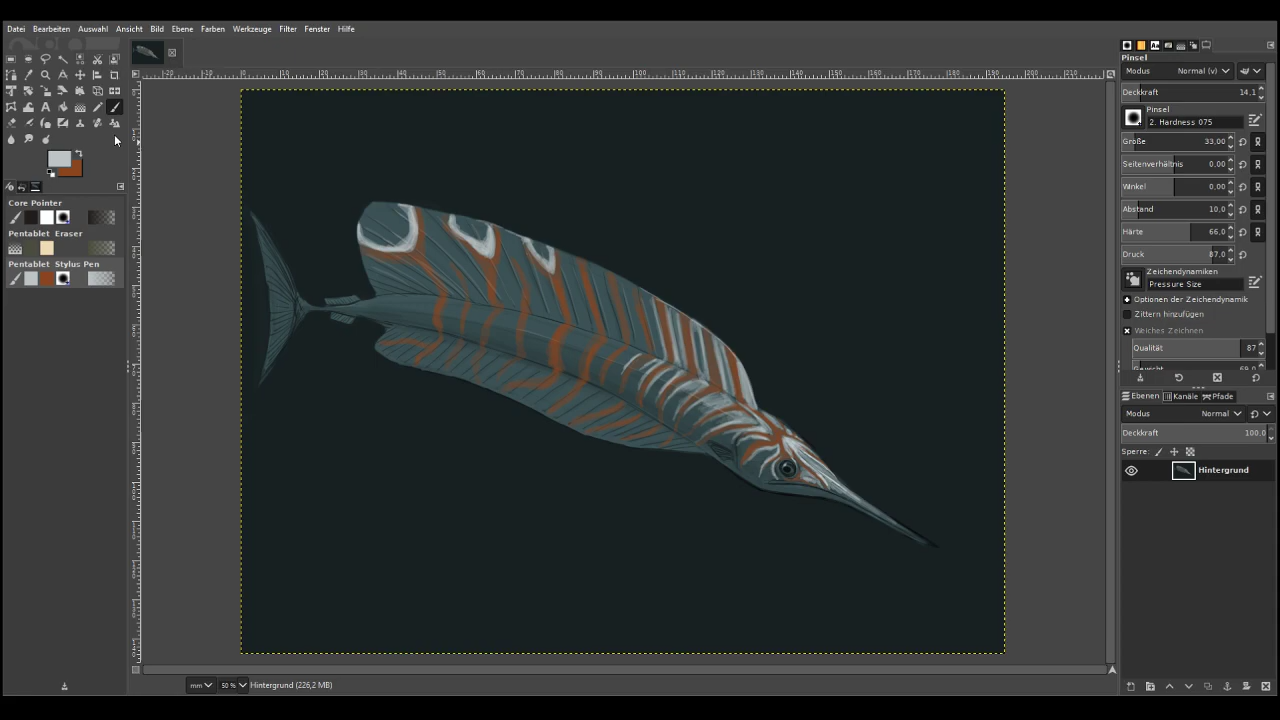 Datei Bearbeiten Auswahl Ansicht Bild Ebene Farben Werkzeuge Filter Fenster Hilfe
Pinsel
Modus Normal (v)
Deckkraft 14,1
Pinsel
2. Hardness 075
Größe 33,00
Seitenverhältnis 0,00
Winkel 0,00
Abstand 10,0
Härte 66,0
Druck 87,0
Zeichendynamiken
Pressure Size
Optionen der Zeichendynamik
Zittern hinzufügen
Weiches Zeichnen
Qualität 87
Core Pointer
Pentablet Eraser
Pentablet Stylus Pen
Ebenen Kanäle Pfade
Modus Normal
Deckkraft 100,0
Sperre:
Hintergrund
mm 50 % Hintergrund (226,2 MB)